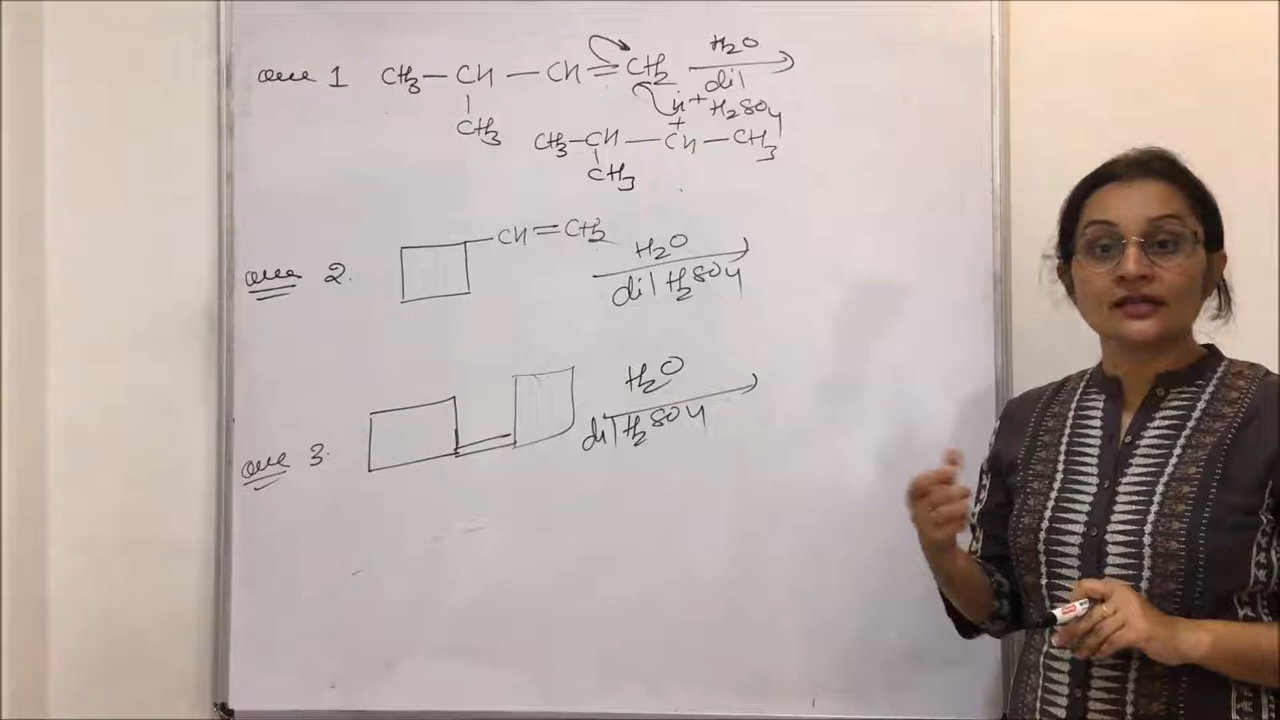 Que 1 CH3—CH—CH=CH2 H2O
dil H2SO4
CH3
H+
CH3—CH—CH—CH3
+
CH3
Que 2. CH=CH2 H2O
dil H2SO4
Que 3. H2O
dil H2SO4